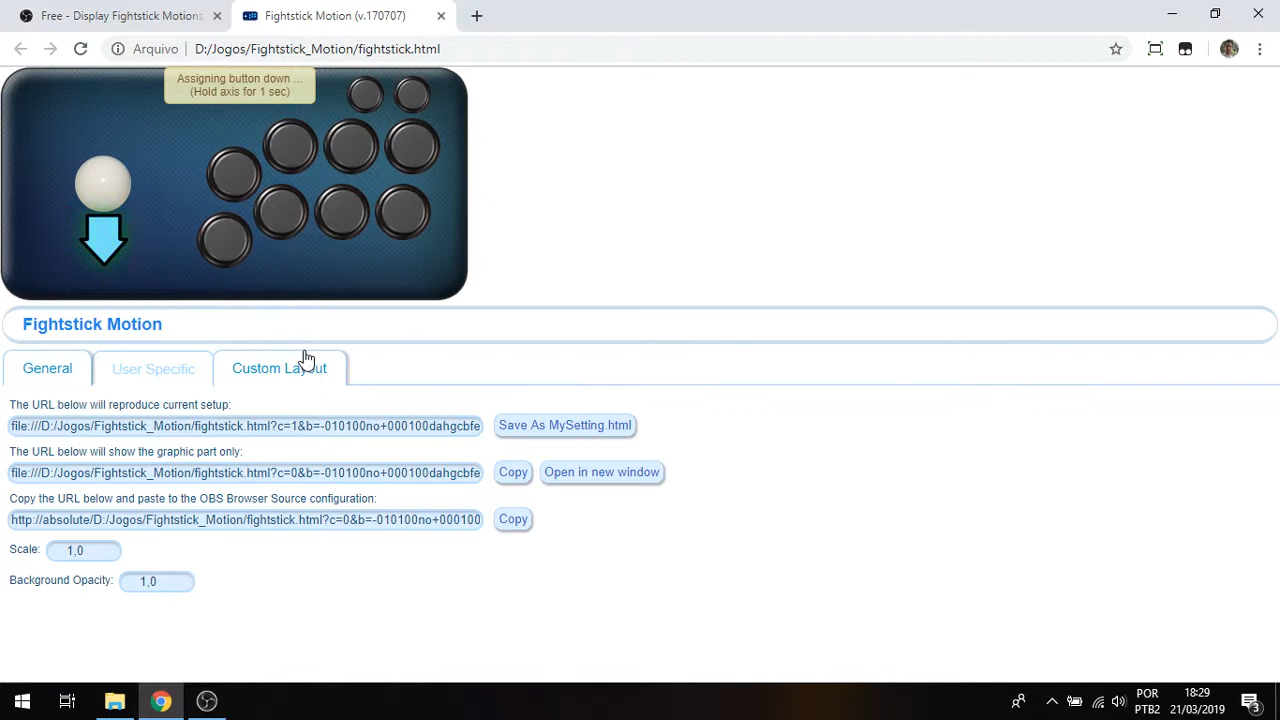 Free - Display Fightstick Motions
Fightstick Motion (v.170707)
Arquivo
D:/Jogos/Fightstick_Motion/fightstick.html
Assigning button down ...
(Hold axis for 1 sec)
Fightstick Motion
General
User Specific
Custom Layout
The URL below will reproduce current setup:
file:///D:/Jogos/Fightstick_Motion/fightstick.html?c=1&b=-010100no+000100dahgcbfe
Save As MySetting.html
The URL below will show the graphic part only:
file:///D:/Jogos/Fightstick_Motion/fightstick.html?c=0&b=-010100no+000100dahgcbfe
Copy
Open in new window
Copy the URL below and paste to the OBS Browser Source configuration:
http://absolute/D:/Jogos/Fightstick_Motion/fightstick.html?c=0&b=-010100no+000100
Copy
Scale: 1,0
Background Opacity: 1,0
POR
PTB2
18:29
21/03/2019
3